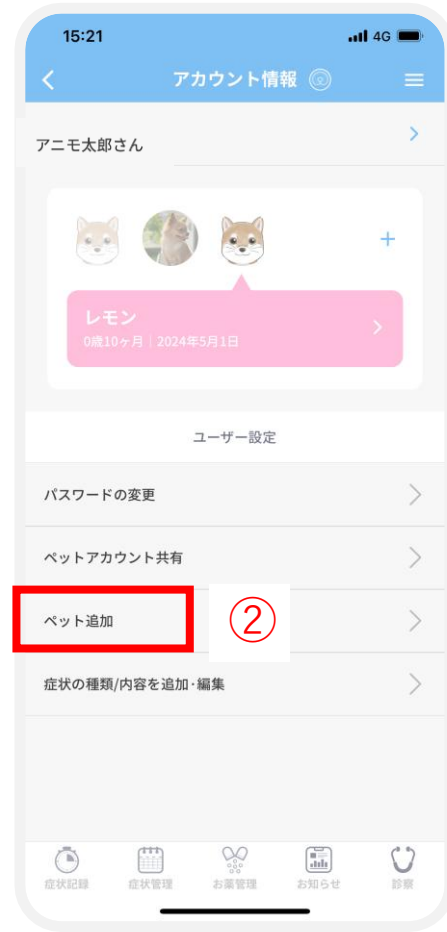 15:21
4G
アカウント情報
アニモ太郎さん
レモン
0歳10ヶ月｜2024年5月1日
ユーザー設定
パスワードの変更
ペットアカウント共有
ペット追加
②
症状の種類/内容を追加·編集
症状記録
症状管理
お薬管理
お知らせ
診察